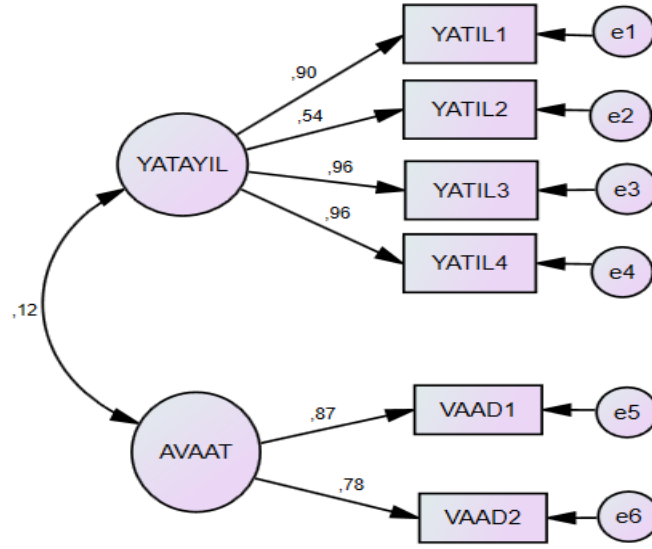 YATIL1
e1
,90
YATIL2
e2
,54
YATAYIL
,96
YATIL3
e3
,96
YATIL4
e4
,12
VAAD1
e5
,87
AVAAT
,78
VAAD2
e6